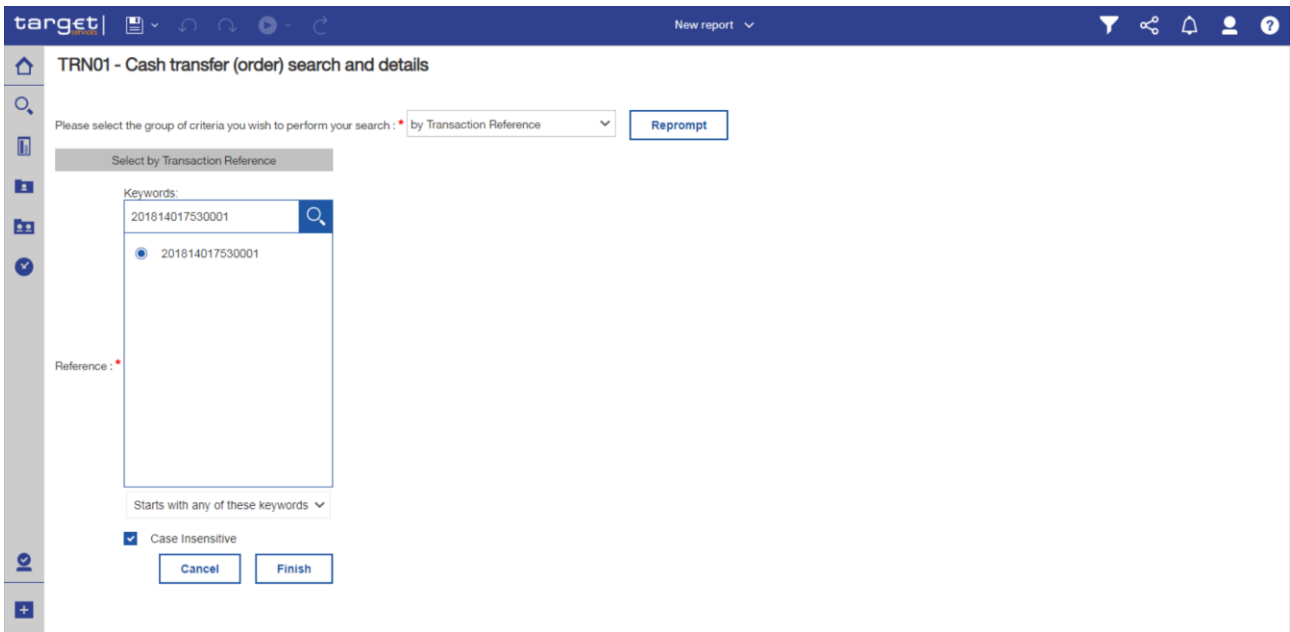 target|
services
New report
TRN01 - Cash transfer (order) search and details
Please select the group of criteria you wish to perform your search : * by Transaction Reference
Reprompt
Select by Transaction Reference
Keywords:
201814017530001
201814017530001
Reference : *
Starts with any of these keywords
Case Insensitive
Cancel
Finish